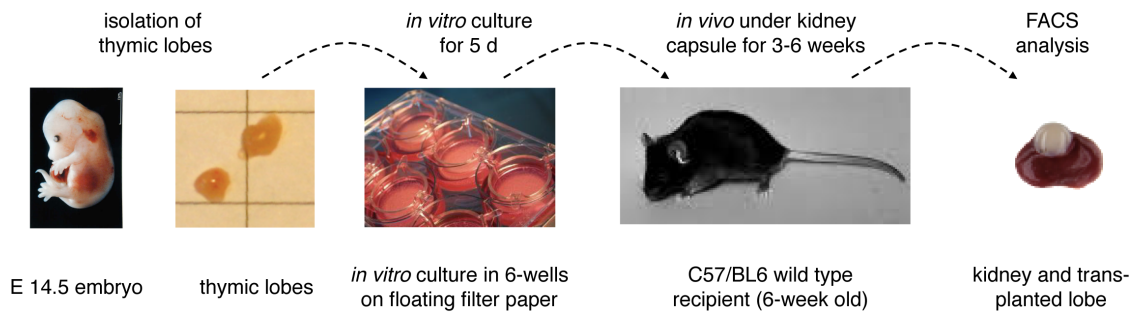 isolation of
thymic lobes
in vitro culture
for 5 d
in vivo under kidney
capsule for 3-6 weeks
FACS
analysis
E 14.5 embryo
thymic lobes
in vitro culture in 6-wells
on floating filter paper
C57/BL6 wild type
recipient (6-week old)
kidney and trans-
planted lobe